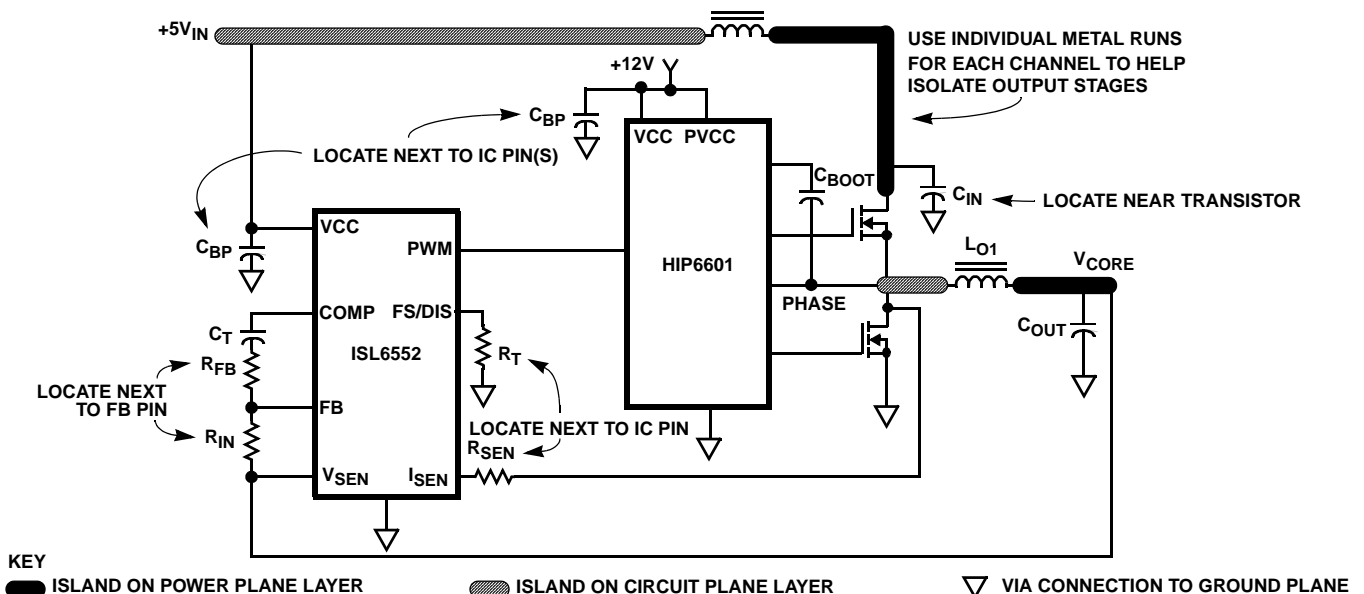 +5VIN
USE INDIVIDUAL METAL RUNS
FOR EACH CHANNEL TO HELP
ISOLATE OUTPUT STAGES
+12V
CBP
VCC PVCC
LOCATE NEXT TO IC PIN(S)
CBOOT
CIN
LOCATE NEAR TRANSISTOR
VCC
CBP
PWM
HIP6601
LO1
VCORE
PHASE
COMP
FS/DIS
CT
RT
COUT
ISL6552
RFB
LOCATE NEXT
TO FB PIN
FB
RIN
LOCATE NEXT TO IC PIN
RSEN
VSEN
ISEN
KEY
ISLAND ON POWER PLANE LAYER
ISLAND ON CIRCUIT PLANE LAYER
VIA CONNECTION TO GROUND PLANE